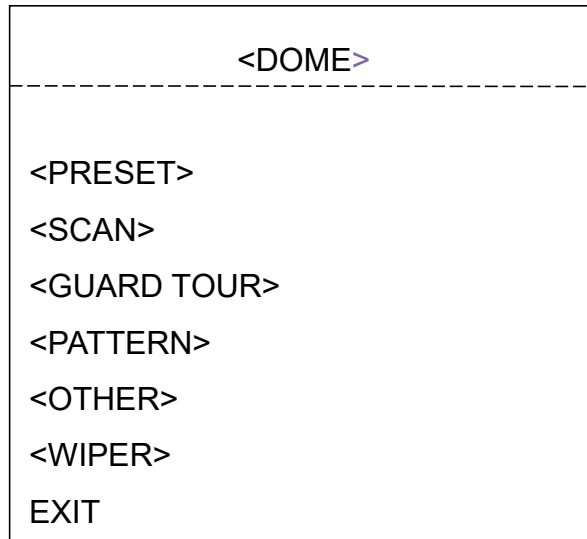 <DOME>
<PRESET>
<SCAN>
<GUARD TOUR>
<PATTERN>
<OTHER>
<WIPER>
EXIT